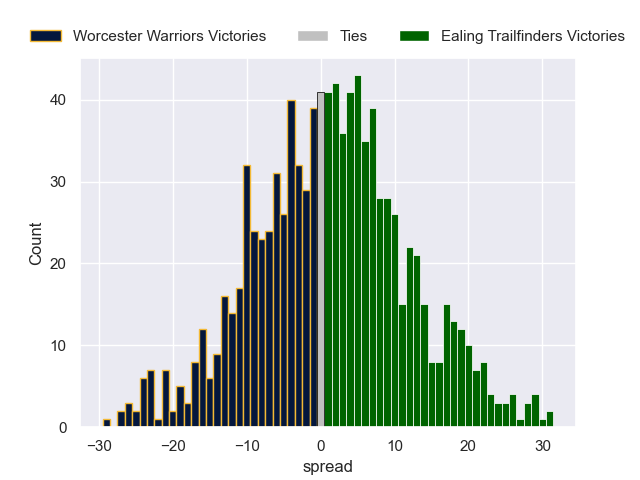 Worcester Warriors Victories Ties Ealing Trailfinders Victories
Count
40
30
20
10
0
−30 −20 −10 0 10 20 30
spread